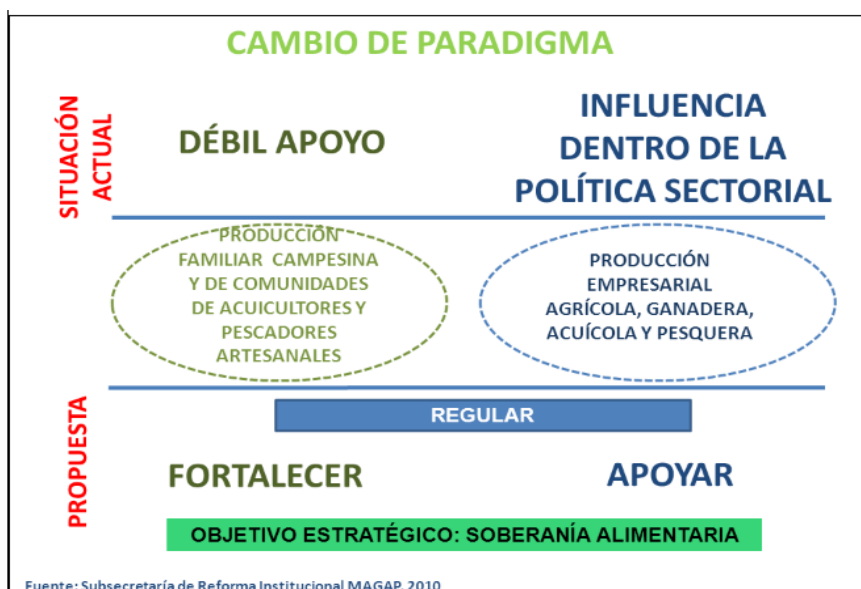 CAMBIO DE PARADIGMA
SITUACIÓN
ACTUAL
DÉBIL APOYO
INFLUENCIA
DENTRO DE LA
POLÍTICA SECTORIAL
PRODUCCIÓN
FAMILIAR CAMPESINA
Y DE COMUNIDADES
DE ACUICULTORES Y
PESCADORES
ARTESANALES
PRODUCCIÓN
EMPRESARIAL
AGRÍCOLA, GANADERA,
ACUÍCOLA Y PESQUERA
PROPUESTA
REGULAR
FORTALECER
APOYAR
OBJETIVO ESTRATÉGICO: SOBERANÍA ALIMENTARIA
Fuente: Subsecretaría de Reforma Institucional MAGAP, 2010